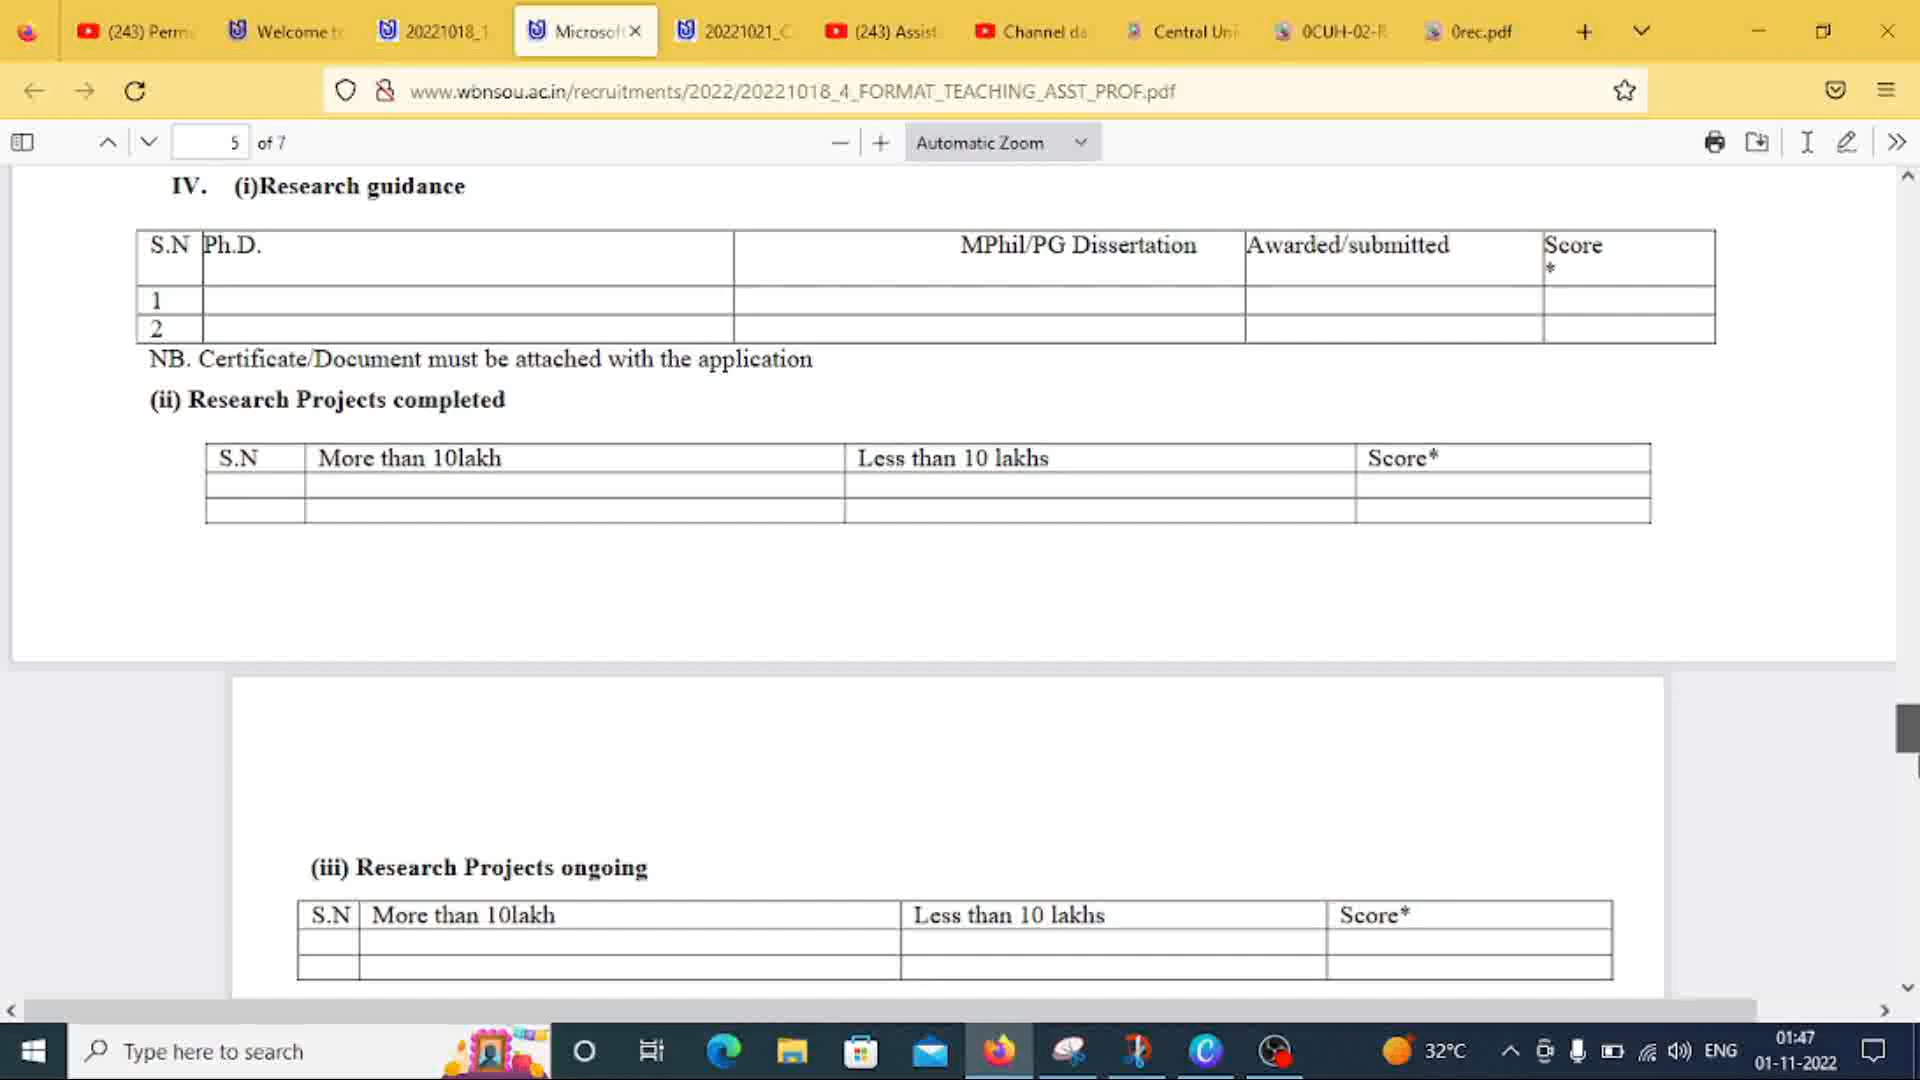 (243) Perm
Welcome to
20221018_1
Microsof
20221021_C
(243) Assist
Channel da
Central Uni
0CUH-02-R
0rec.pdf
www.wbnsou.ac.in/recruitments/2022/20221018_4_FORMAT_TEACHING_ASST_PROF.pdf
5 of 7
Automatic Zoom
IV. (i)Research guidance
S.N Ph.D. MPhil/PG Dissertation Awarded/submitted Score
*
1
2
NB. Certificate/Document must be attached with the application
(ii) Research Projects completed
S.N More than 10lakh Less than 10 lakhs Score*
(iii) Research Projects ongoing
S.N More than 10lakh Less than 10 lakhs Score*
Type here to search
32°C
ENG
01:47
01-11-2022